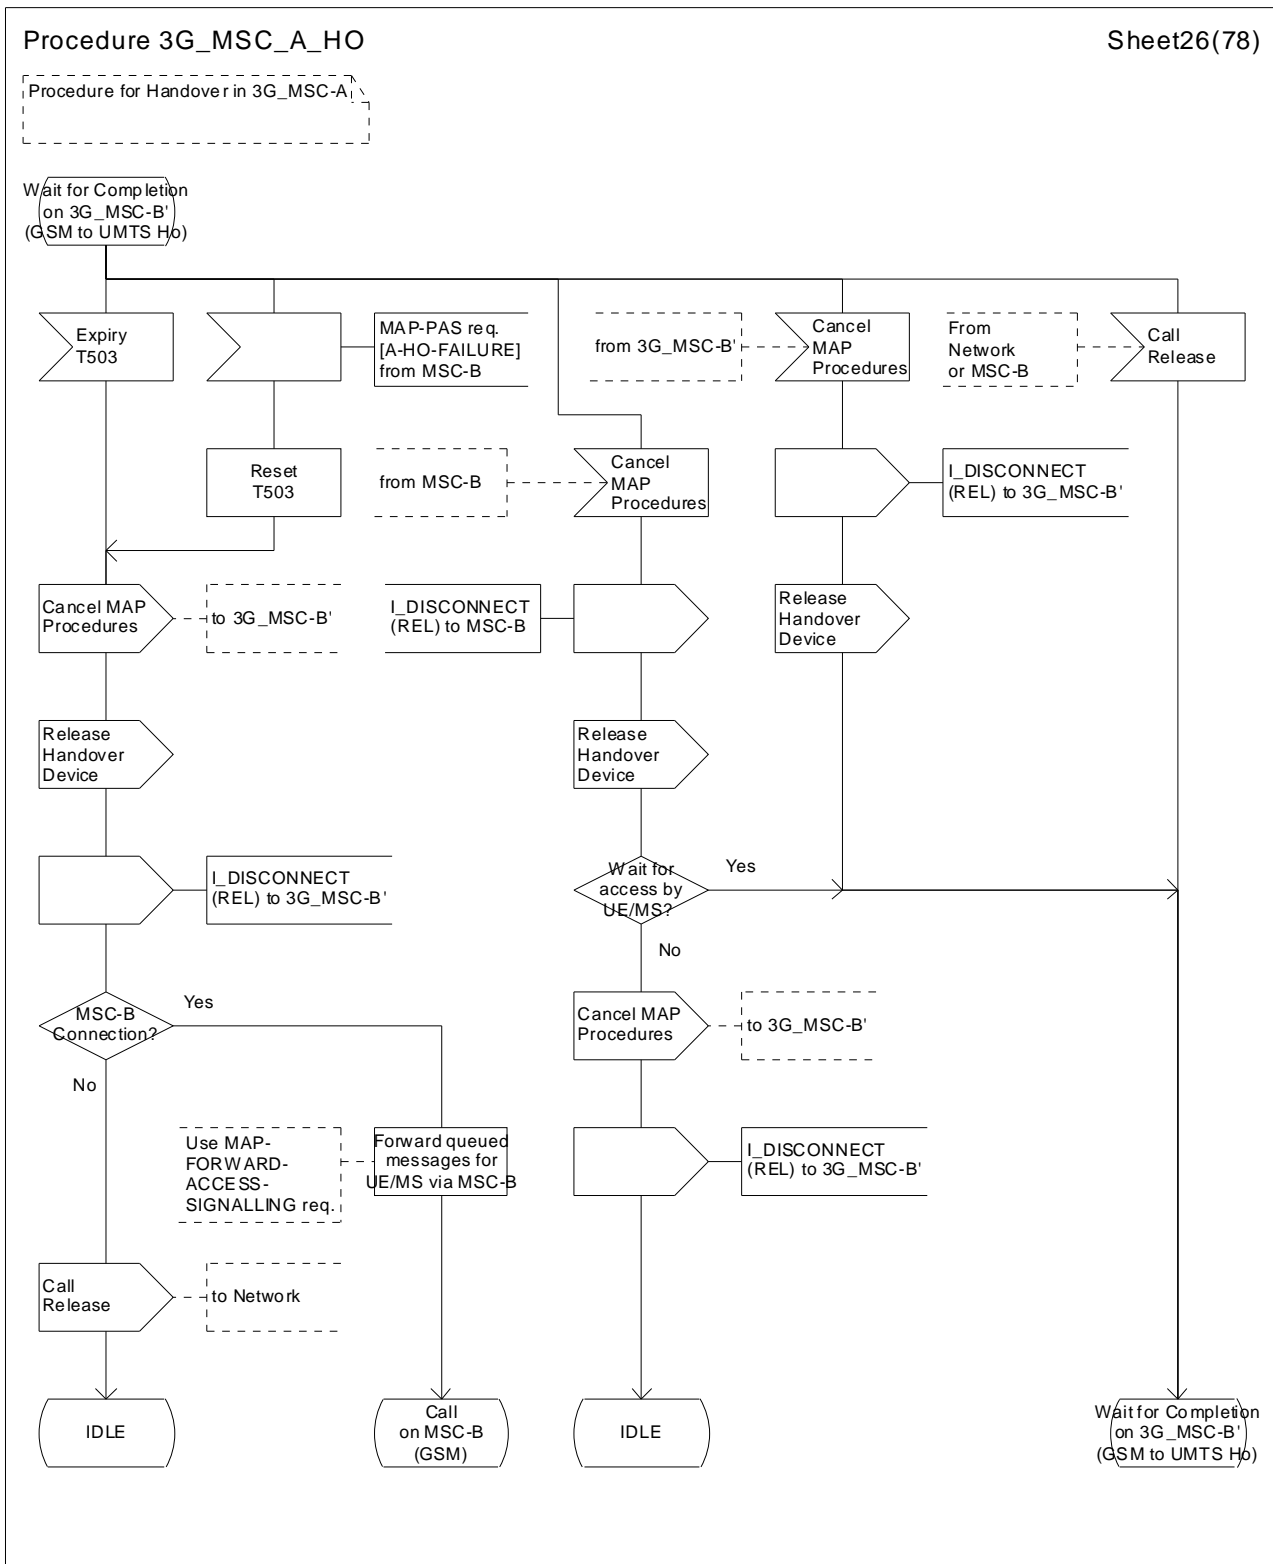 Procedure 3G_MSC_A_HO
Sheet26(78)
Procedure for Handover in 3G_MSC-A
Wait for Completion
on 3G_MSC-B'
(GSM to UMTS Ho)
Expiry
T503
MAP-PAS req.
[A-HO-FAILURE]
from MSC-B
from 3G_MSC-B'
Cancel
MAP
Procedures
From
Network
or MSC-B
Call
Release
Reset
T503
from MSC-B
Cancel
MAP
Procedures
I_DISCONNECT
(REL) to 3G_MSC-B'
Cancel MAP
Procedures
to 3G_MSC-B'
I_DISCONNECT
(REL) to MSC-B
Release
Handover
Device
Release
Handover
Device
Release
Handover
Device
I_DISCONNECT
(REL) to 3G_MSC-B'
Wait for
access by
UE/MS?
Yes
No
MSC-B
Connection?
Yes
No
Cancel MAP
Procedures
to 3G_MSC-B'
Use MAP-
FORWARD-
ACCESS-
SIGNALLING req.
Forward queued
messages for
UE/MS via MSC-B
I_DISCONNECT
(REL) to 3G_MSC-B'
Call
Release
to Network
IDLE
Call
on MSC-B
(GSM)
IDLE
Wait for Completion
on 3G_MSC-B'
(GSM to UMTS Ho)